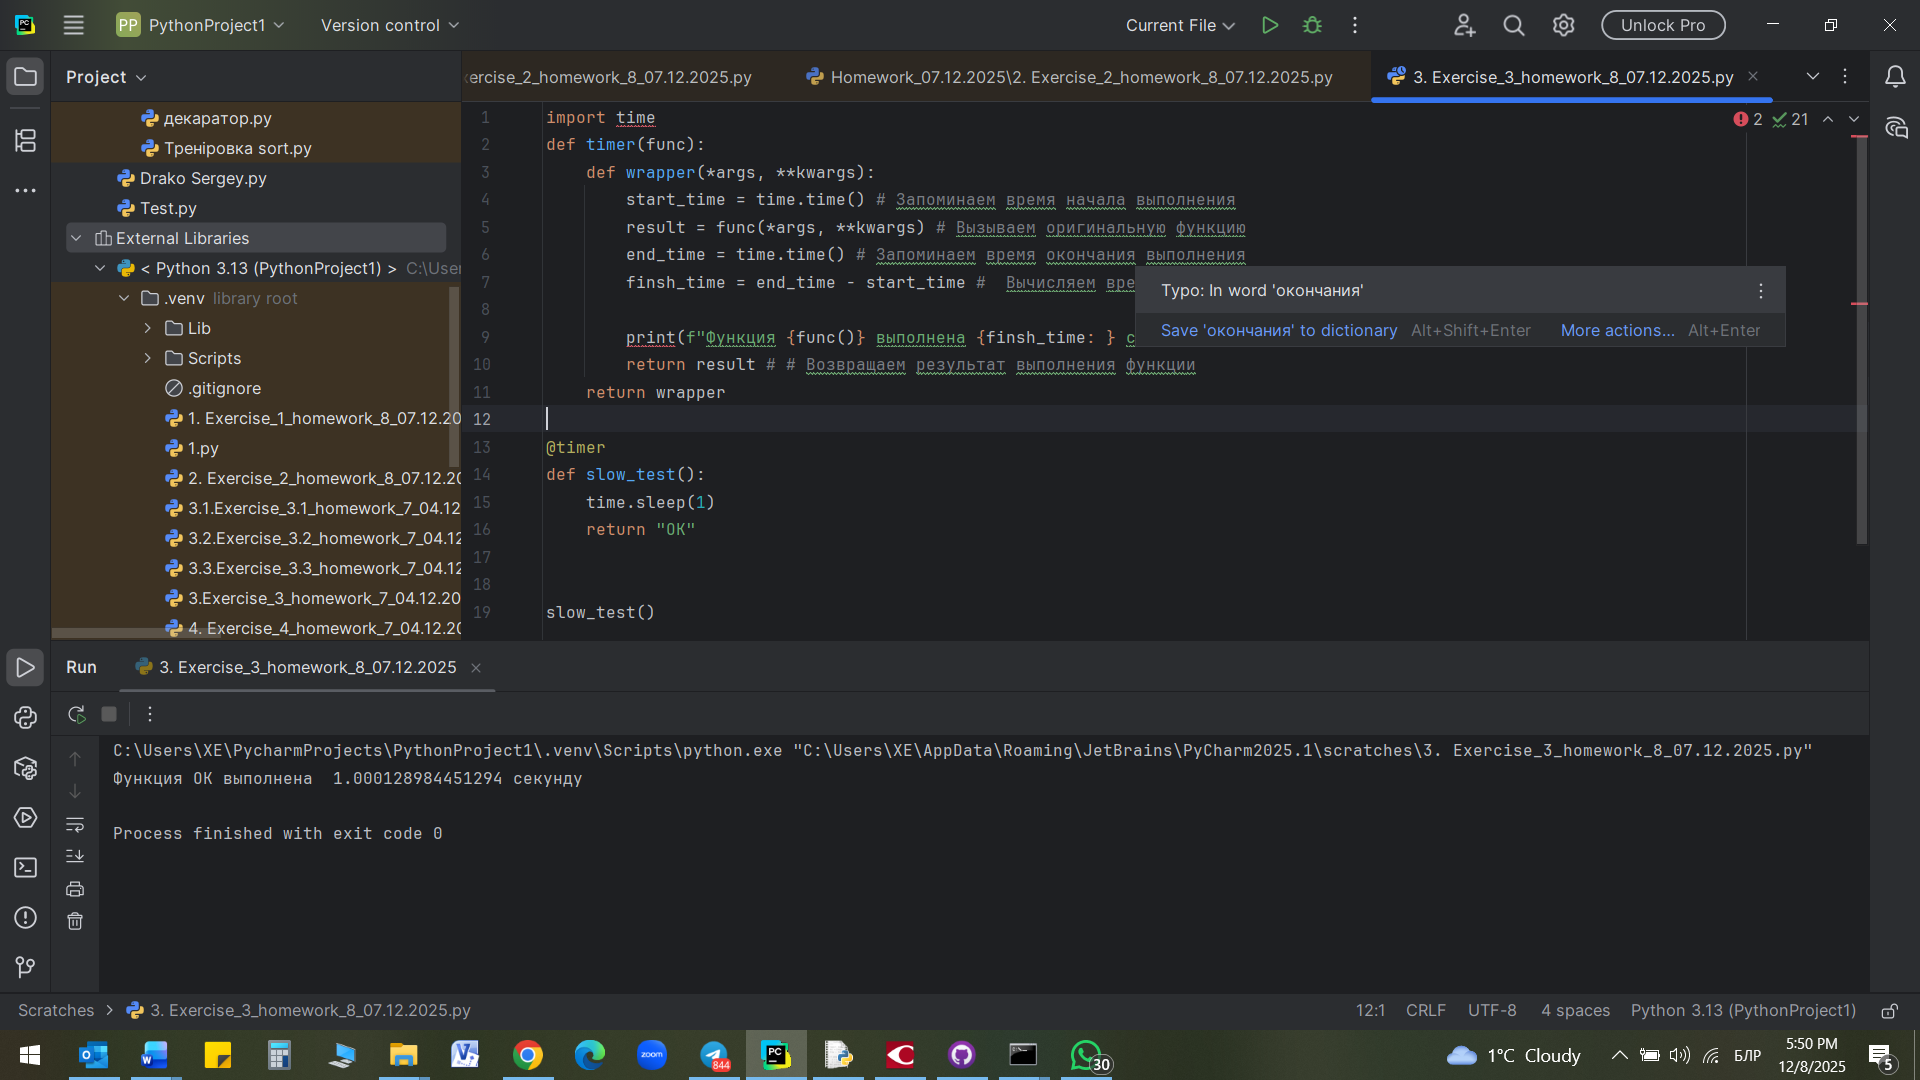 PP PythonProject1
Version control
Current File
Unlock Pro
Project
ercise_2_homework_8_07.12.2025.py
Homework_07.12.2025\2. Exercise_2_homework_8_07.12.2025.py
3. Exercise_3_homework_8_07.12.2025.py
декаратор.py
Треніровка sort.py
Drako Sergey.py
Test.py
External Libraries
< Python 3.13 (PythonProject1) > C:\User
.venv library root
Lib
Scripts
.gitignore
1. Exercise_1_homework_8_07.12.20
1.py
2. Exercise_2_homework_8_07.12.20
3.1.Exercise_3.1_homework_7_04.12
3.2.Exercise_3.2_homework_7_04.12
3.3.Exercise_3.3_homework_7_04.12
3.Exercise_3_homework_7_04.12.20
4. Exercise_4_homework_7_04.12.20
2 21
1 import time
2 def timer(func):
3 def wrapper(*args, **kwargs):
4 start_time = time.time() # Запоминаем время начала выполнения
5 result = func(*args, **kwargs) # Вызываем оригинальную функцию
6 end_time = time.time() # Запоминаем время окончания выполнения
7 finsh_time = end_time - start_time # Вычисляем вре
8
9 print(f"Функция {func()} выполнена {finsh_time: } с
10 return result # # Возвращаем результат выполнения функции
11 return wrapper
12
13 @timer
14 def slow_test():
15 time.sleep(1)
16 return "OK"
17
18
19 slow_test()
Typo: In word 'окончания'
Save 'окончания' to dictionary Alt+Shift+Enter More actions... Alt+Enter
Run
3. Exercise_3_homework_8_07.12.2025
C:\Users\XE\PycharmProjects\PythonProject1\.venv\Scripts\python.exe "C:\Users\XE\AppData\Roaming\JetBrains\PyCharm2025.1\scratches\3. Exercise_3_homework_8_07.12.2025.py"
Функция OK выполнена  1.000128984451294 секунду
Process finished with exit code 0
Scratches > 3. Exercise_3_homework_8_07.12.2025.py
12:1 CRLF UTF-8 4 spaces Python 3.13 (PythonProject1)
zoom
844
PC
30
1°C Cloudy
БЛР
5:50 PM
12/8/2025
5